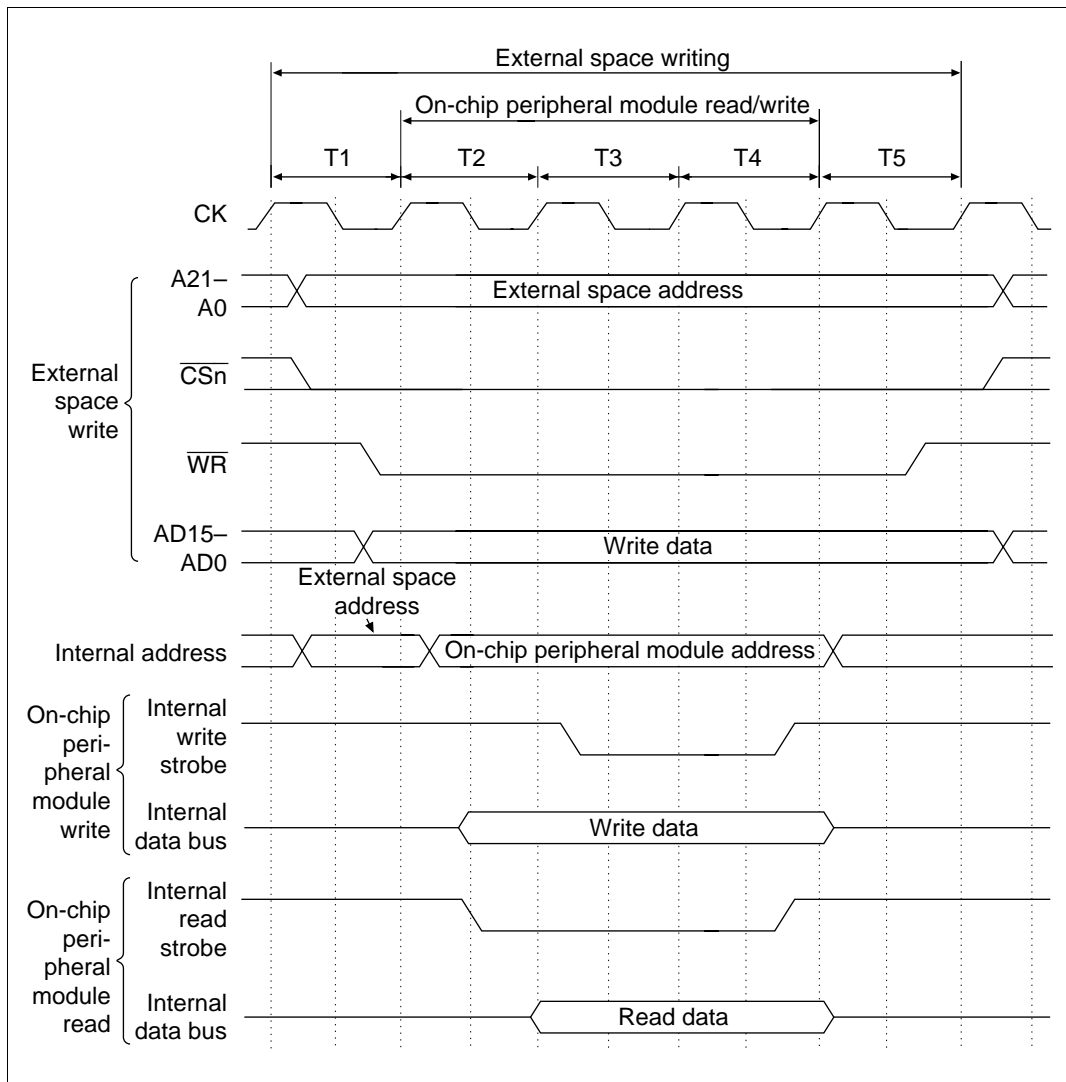 External space writing
On-chip peripheral module read/write
T1 T2 T3 T4 T5
CK
A21–
A0
External space address
External
space
write
CSn
WR
AD15–
AD0
Write data
External space
address
Internal address
On-chip peripheral module address
On-chip
peri-
pheral
module
write
Internal
write
strobe
Internal
data bus
Write data
On-chip
peri-
pheral
module
read
Internal
read
strobe
Internal
data bus
Read data